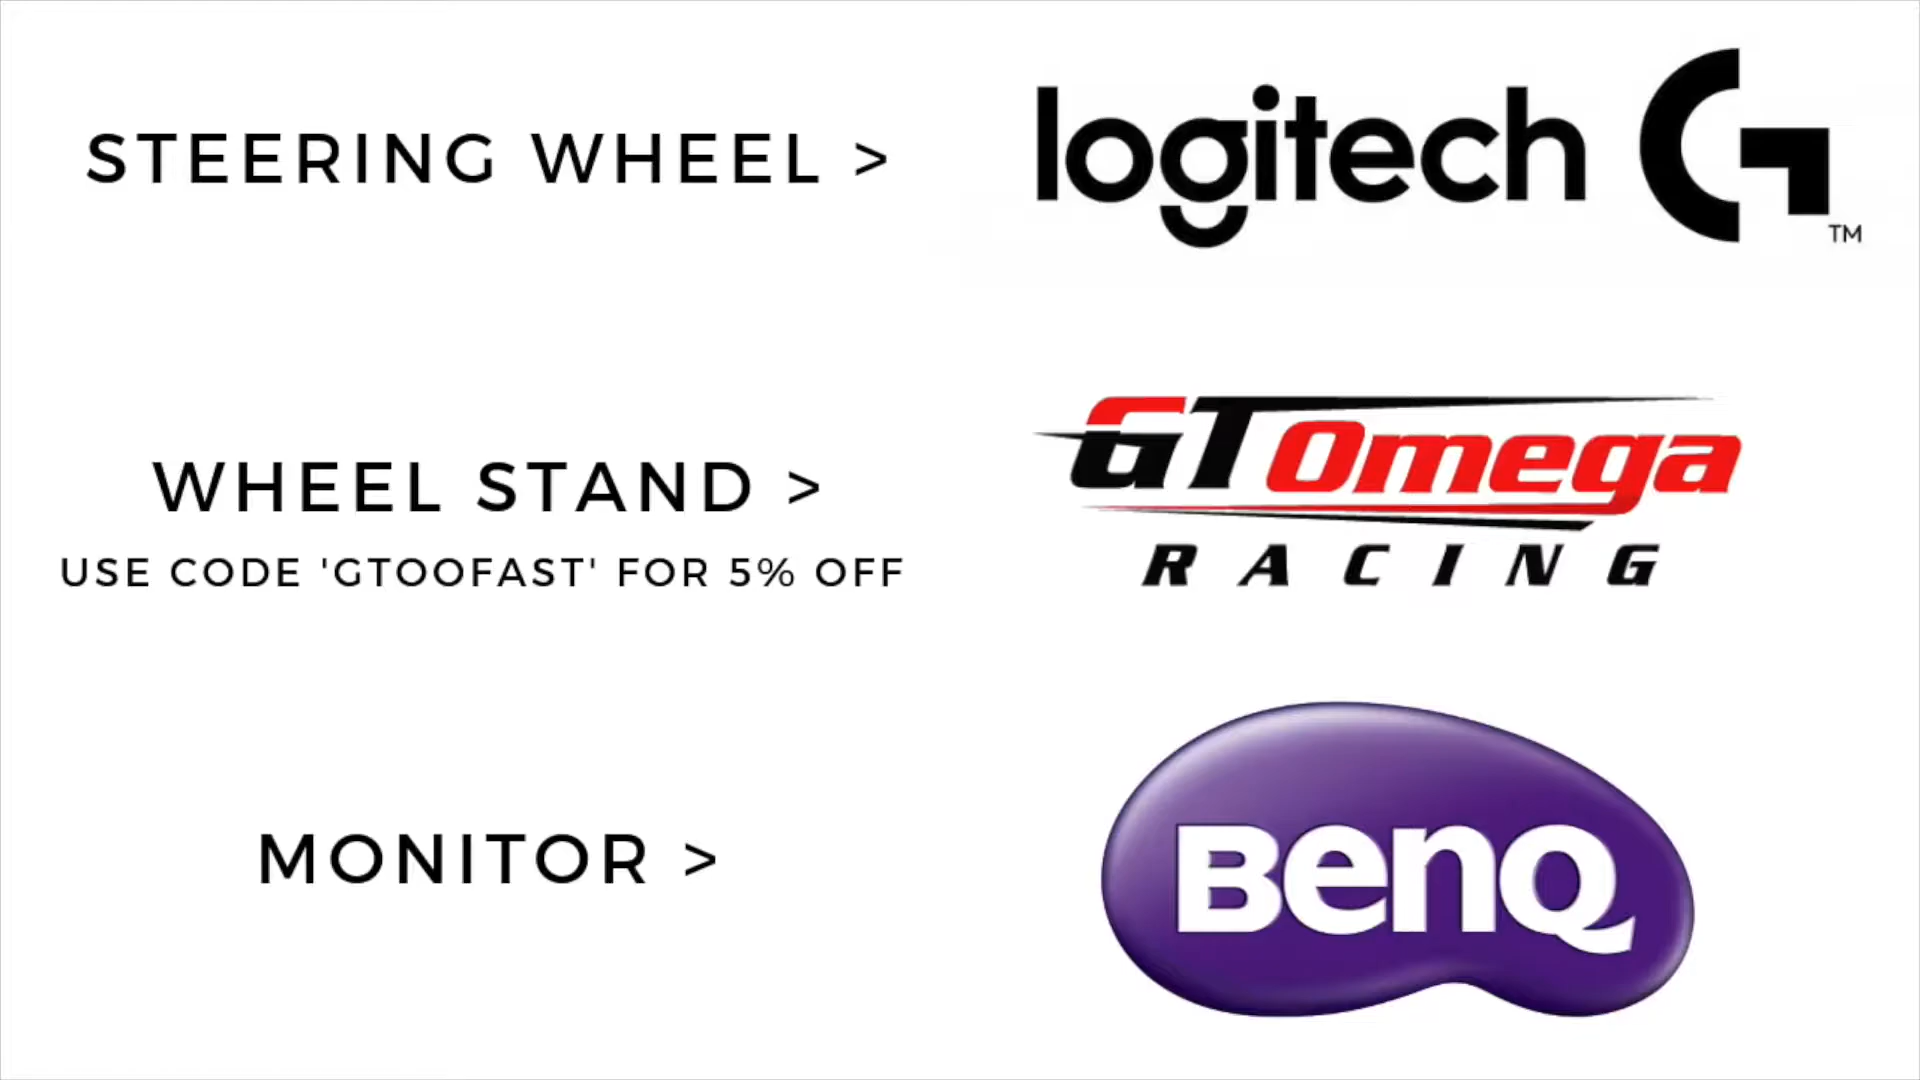 STEERING WHEEL >
logitech G TM
WHEEL STAND >
USE CODE 'GTOOFAST' FOR 5% OFF
GT Omega
RACING
MONITOR >
BenQ